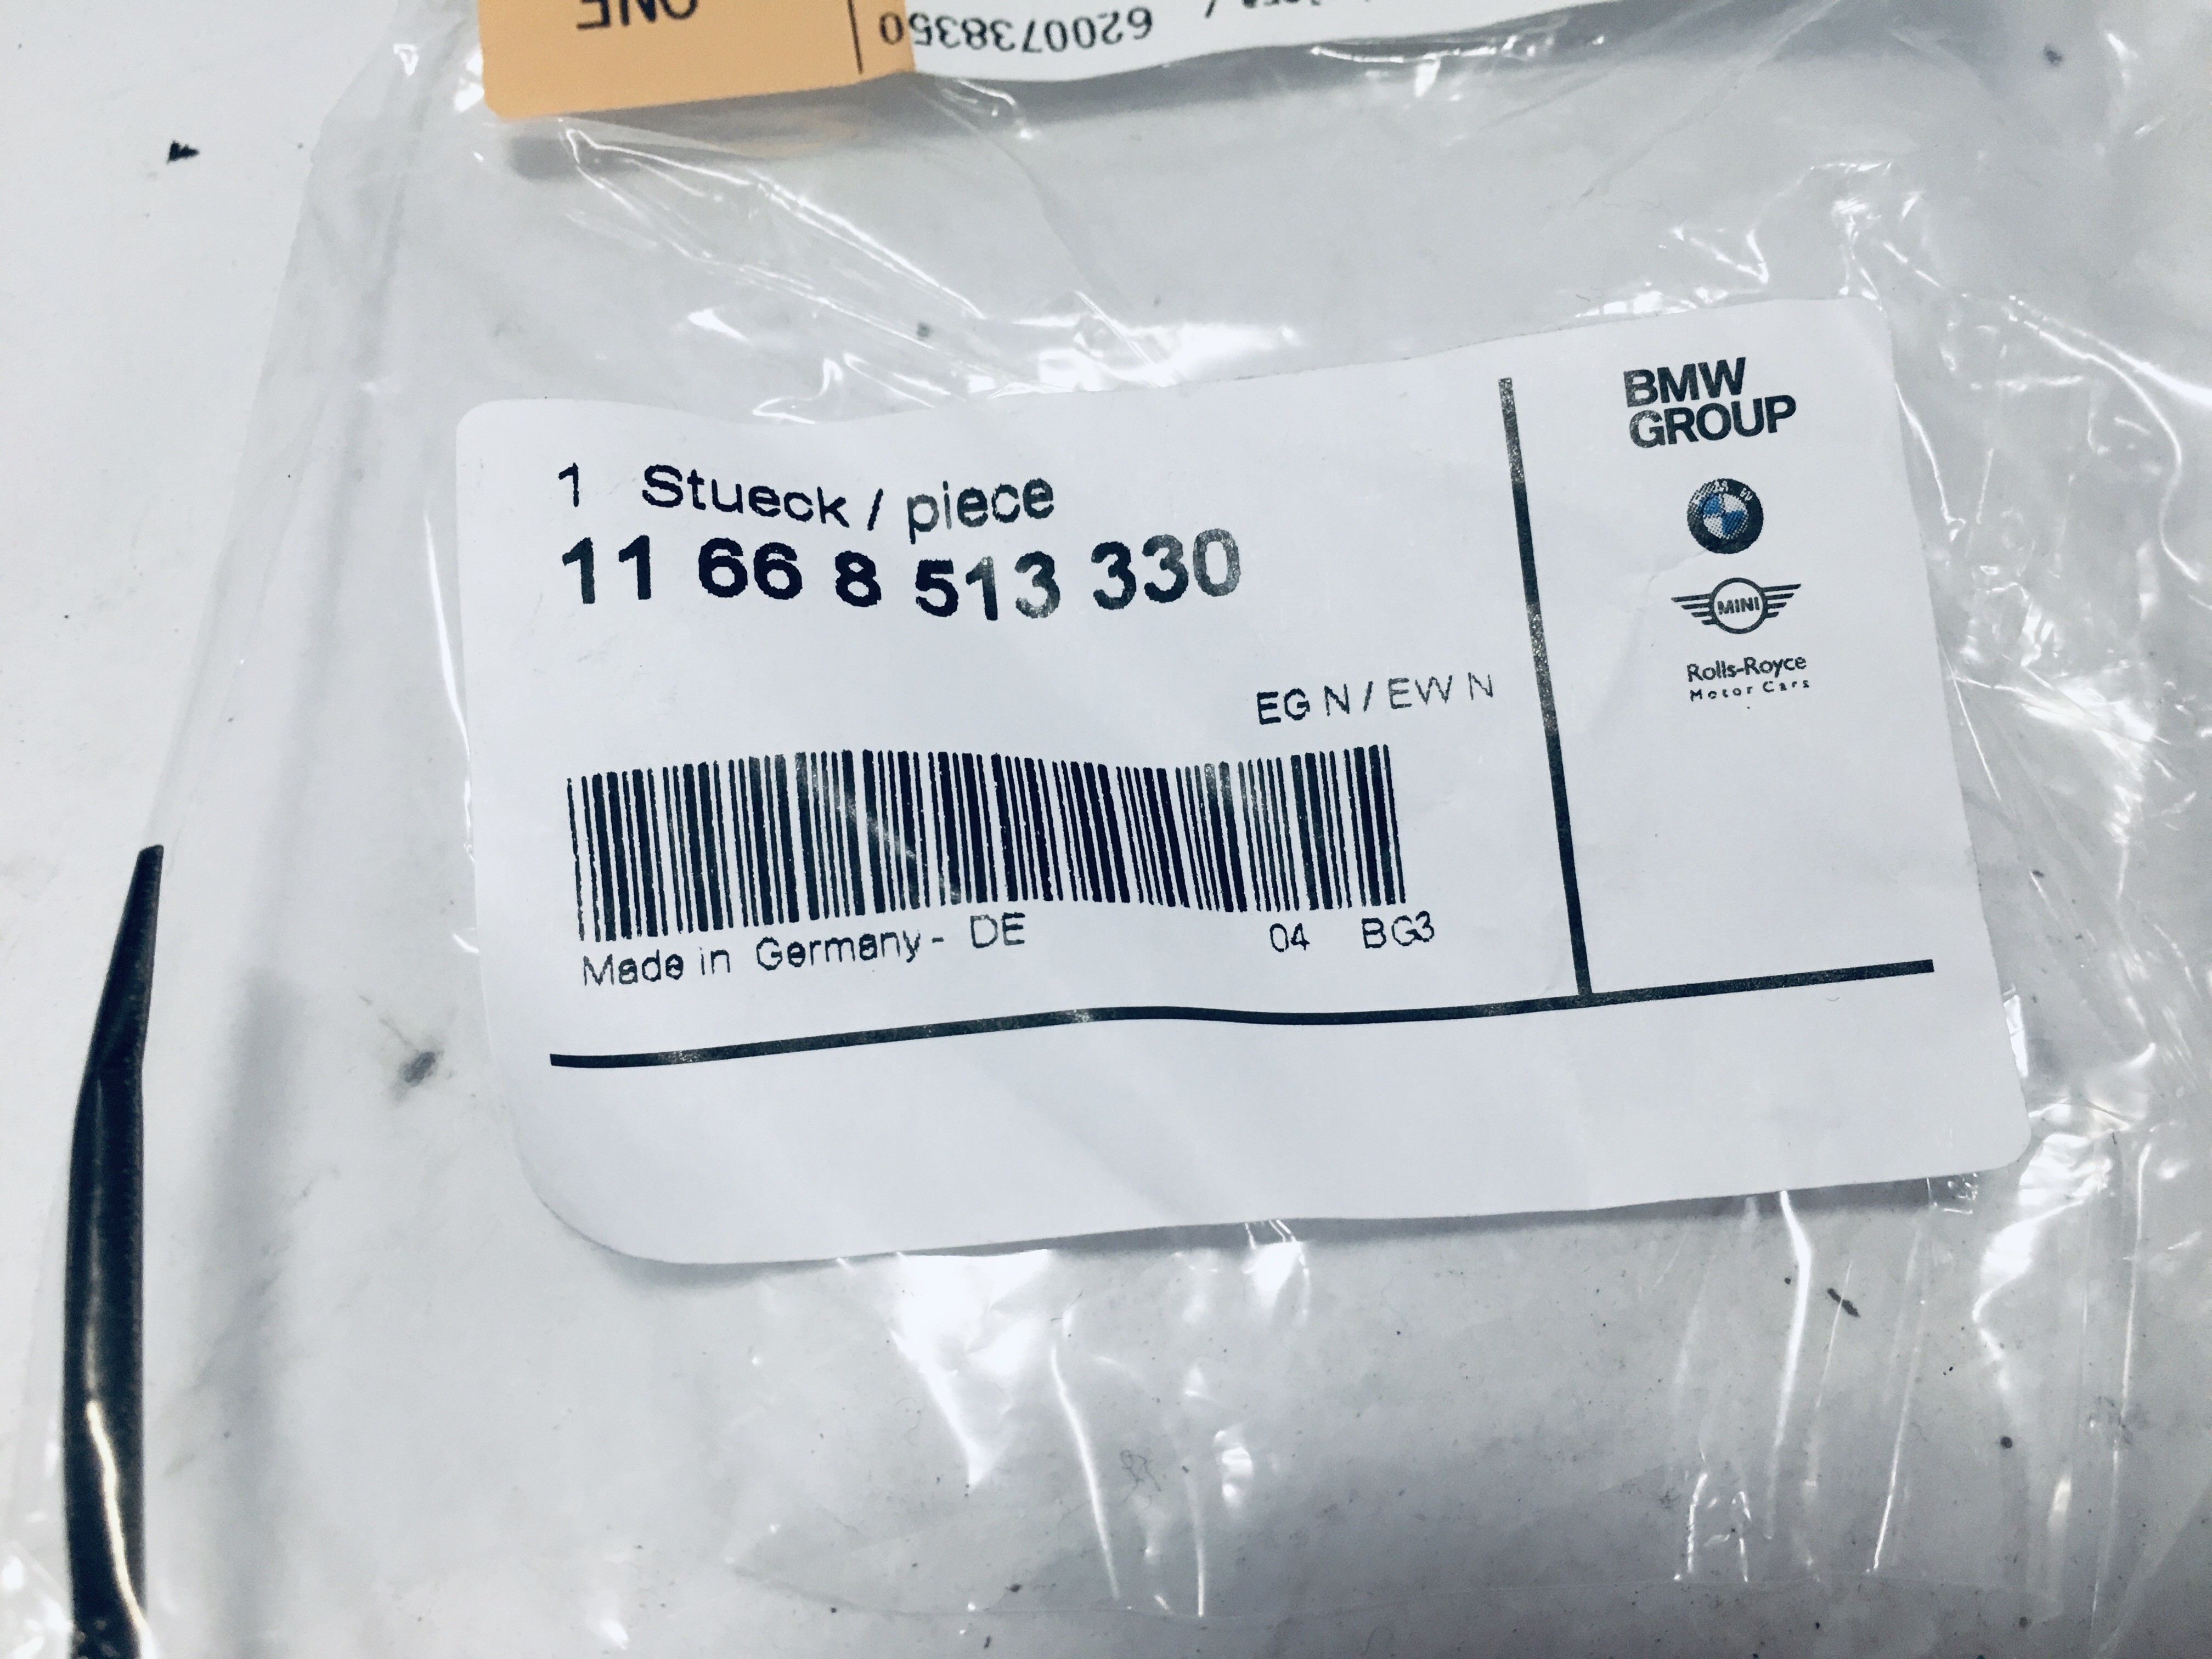 ONE
6200738350
1 Stueck / piece
11 66 8 513 330
EG N / EW N
Made in Germany - DE 04 BG3
BMW
GROUP
MINI
Rolls-Royce
Motor Cars